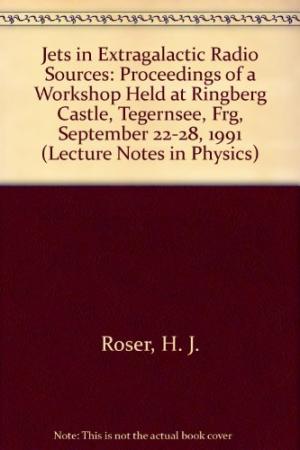 Jets in Extragalactic Radio
Sources: Proceedings of a
Workshop Held at Ringberg
Castle, Tegernsee, Frg,
September 22-28, 1991
(Lecture Notes in Physics)
Roser, H. J.
Note: This is not the actual book cover